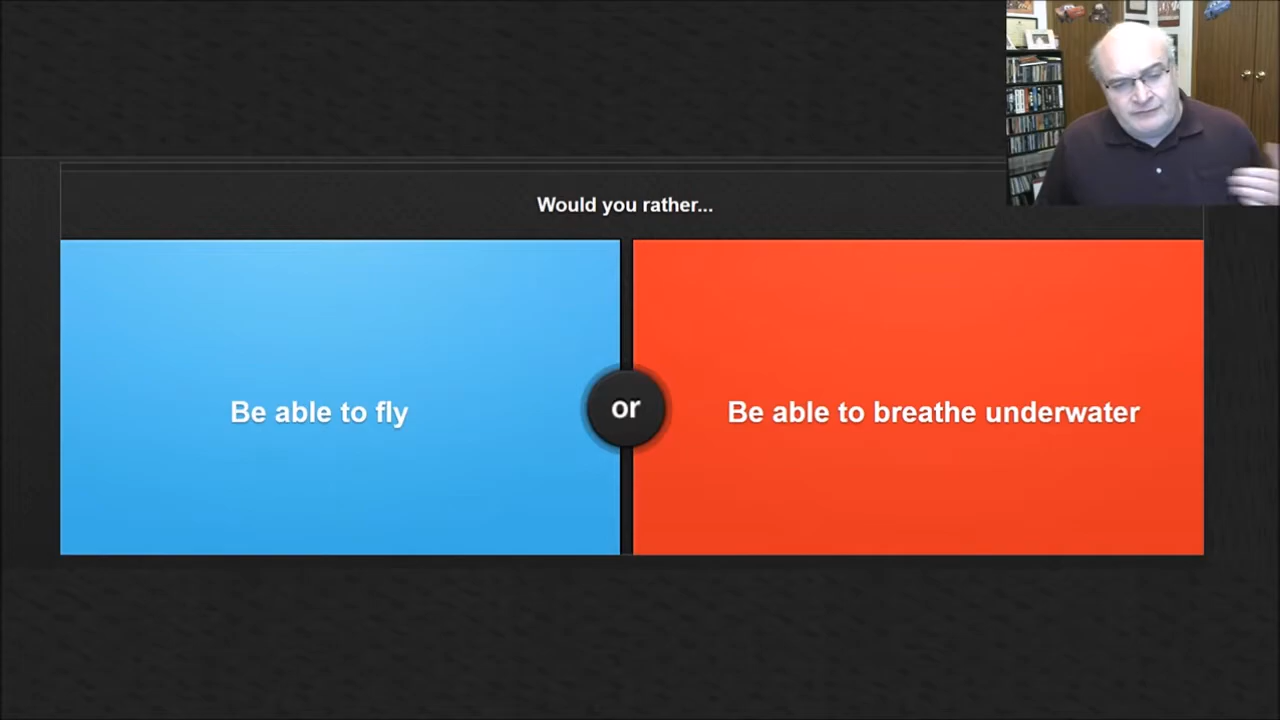 Would you rather...
Be able to fly
or
Be able to breathe underwater